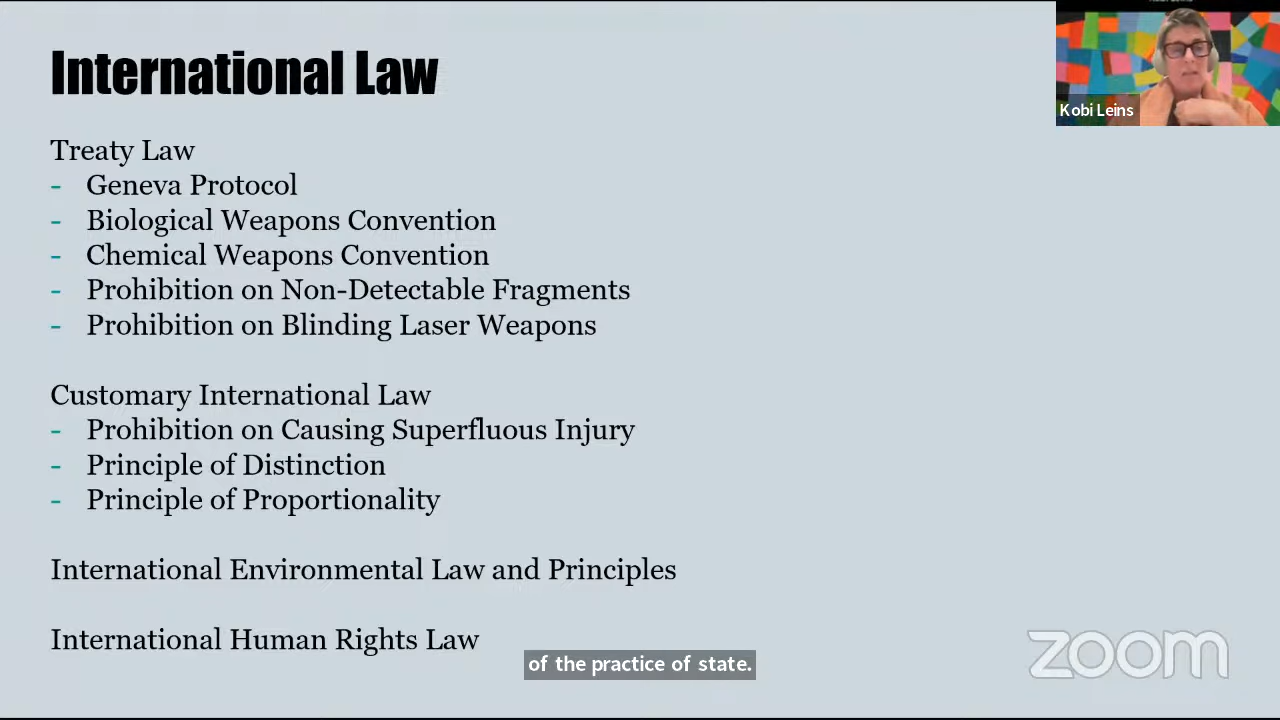 International Law
Kobi Leins
Treaty Law
- Geneva Protocol
- Biological Weapons Convention
- Chemical Weapons Convention
- Prohibition on Non-Detectable Fragments
- Prohibition on Blinding Laser Weapons
Customary International Law
- Prohibition on Causing Superfluous Injury
- Principle of Distinction
- Principle of Proportionality
International Environmental Law and Principles
International Human Rights Law
of the practice of state.
zoom